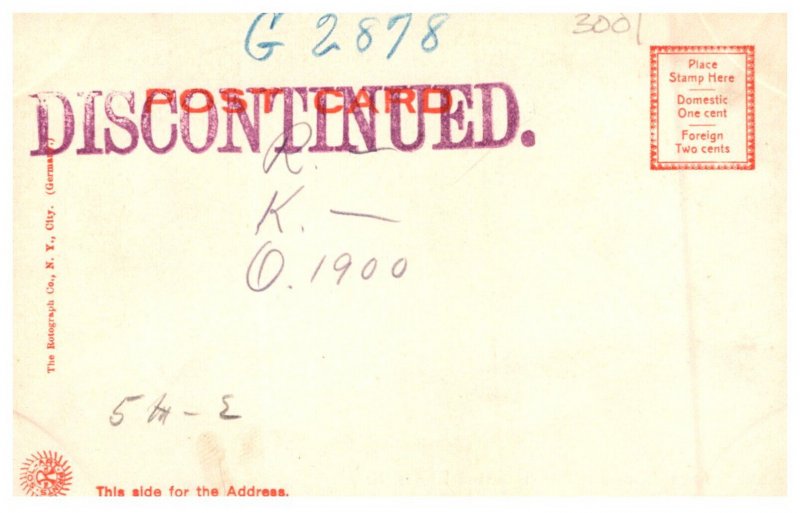 G 2878
3001
POST CARD
DISCONTINUED.
Place
Stamp Here
Domestic
One cent
Foreign
Two cents
R. —
K. —
O. 1900
The Rotograph Co., N. Y., City. (Germany.)
5 M - E
This side for the Address.